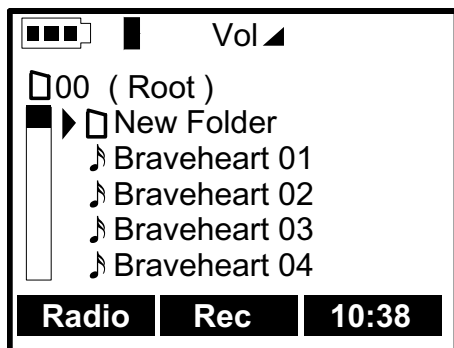 Vol
00 ( Root )
New Folder
Braveheart 01
Braveheart 02
Braveheart 03
Braveheart 04
Radio Rec 10:38